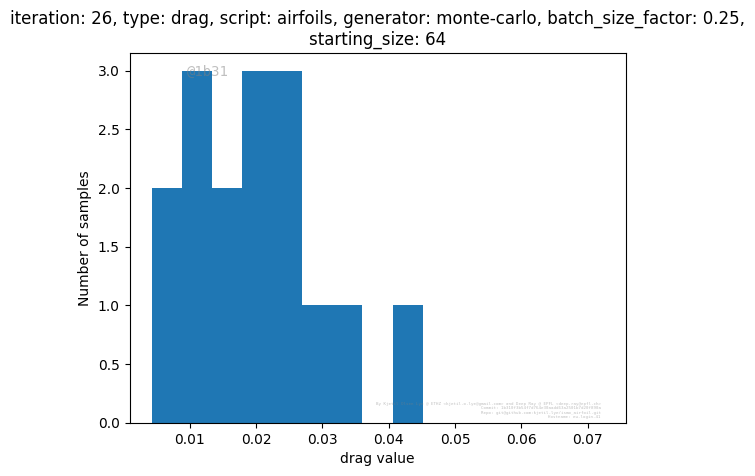 iteration: 26, type: drag, script: airfoils, generator: monte-carlo, batch_size_factor: 0.25,
starting_size: 64
@1b31
3.0
2.5
2.0
1.5
1.0
0.5
0.0
Number of samples
0.01 0.02 0.03 0.04 0.05 0.06 0.07
drag value